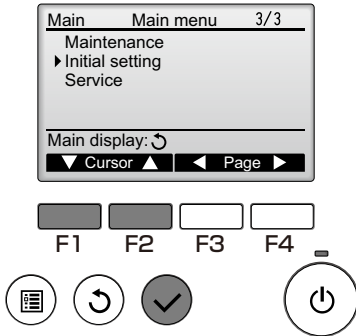 Main Main menu 3/3
Maintenance
Initial setting
Service
Main display:
Cursor Page
F1 F2 F3 F4